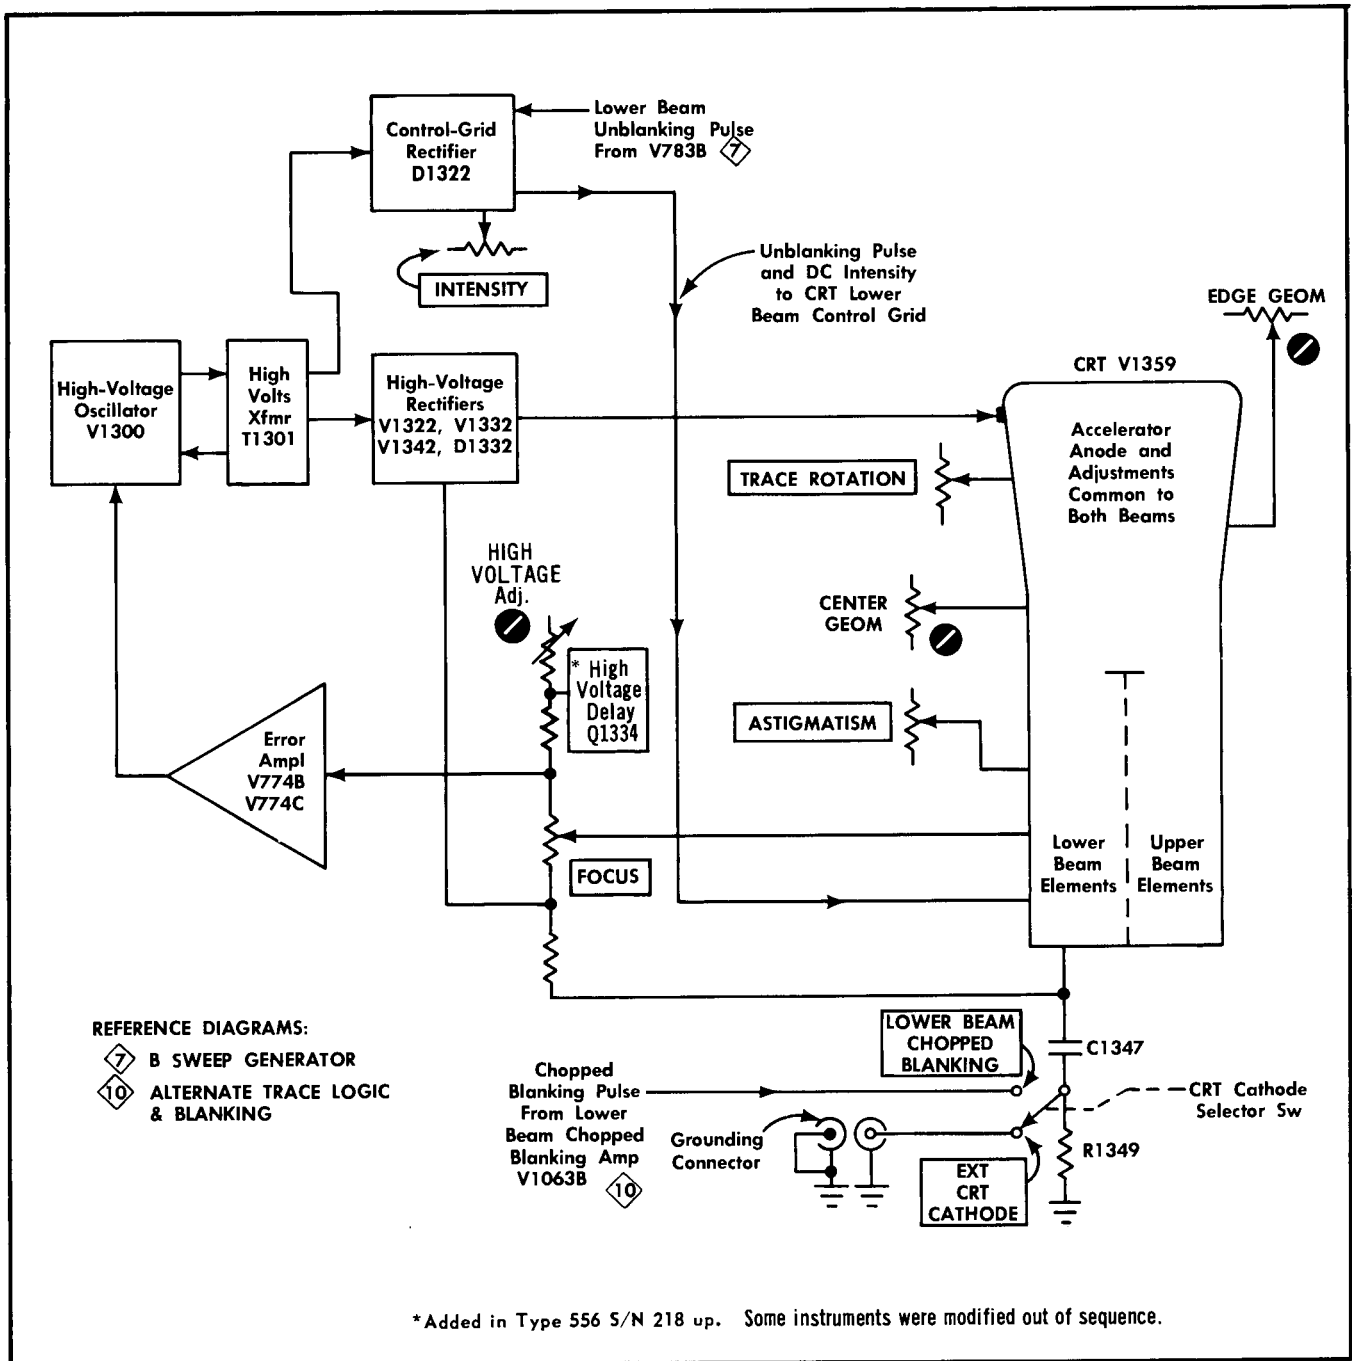 Control-Grid
Rectifier
D1322
Lower Beam
Unblanking Pulse
From V783B 7
INTENSITY
Unblanking Pulse
and DC Intensity
to CRT Lower
Beam Control Grid
EDGE GEOM
High-Voltage
Oscillator
V1300
High
Volts
Xfmr
T1301
High-Voltage
Rectifiers
V1322, V1332
V1342, D1332
CRT V1359
Accelerator
Anode and
Adjustments
Common to
Both Beams
TRACE ROTATION
HIGH
VOLTAGE
Adj.
CENTER
GEOM
* High
Voltage
Delay
Q1334
ASTIGMATISM
Error
Ampl
V774B
V774C
FOCUS
Lower
Beam
Elements
Upper
Beam
Elements
REFERENCE DIAGRAMS:
7 B SWEEP GENERATOR
10 ALTERNATE TRACE LOGIC
& BLANKING
LOWER BEAM
CHOPPED
BLANKING
C1347
Chopped
Blanking Pulse
From Lower
Beam Chopped
Blanking Amp
V1063B 10
Grounding
Connector
CRT Cathode
Selector Sw
R1349
EXT
CRT
CATHODE
*Added in Type 556 S/N 218 up. Some instruments were modified out of sequence.